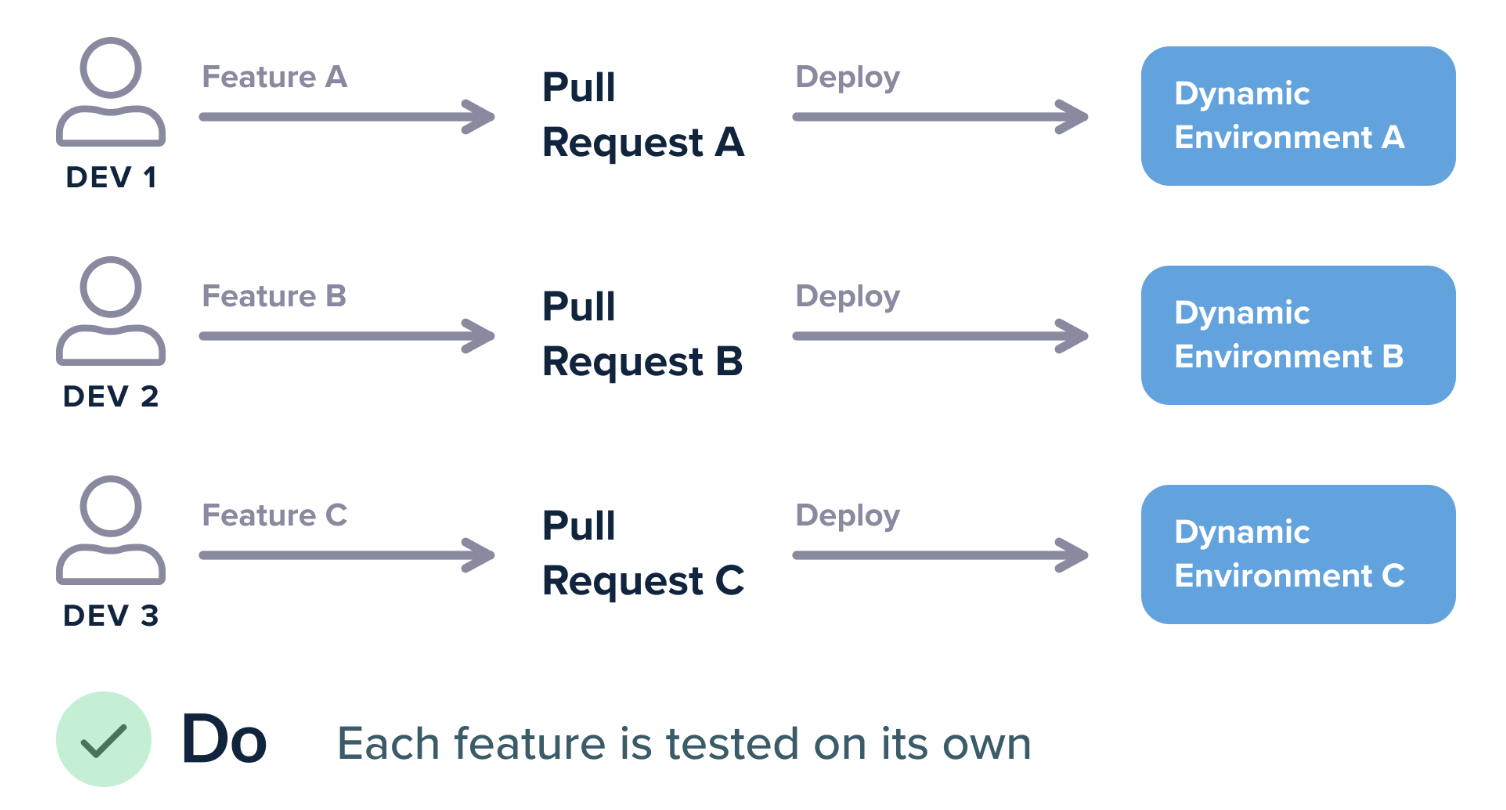 Feature A
Pull
Request A
Deploy
Dynamic
Environment A
DEV 1
Feature B
Pull
Request B
Deploy
Dynamic
Environment B
DEV 2
Feature C
Pull
Request C
Deploy
Dynamic
Environment C
DEV 3
Do
Each feature is tested on its own